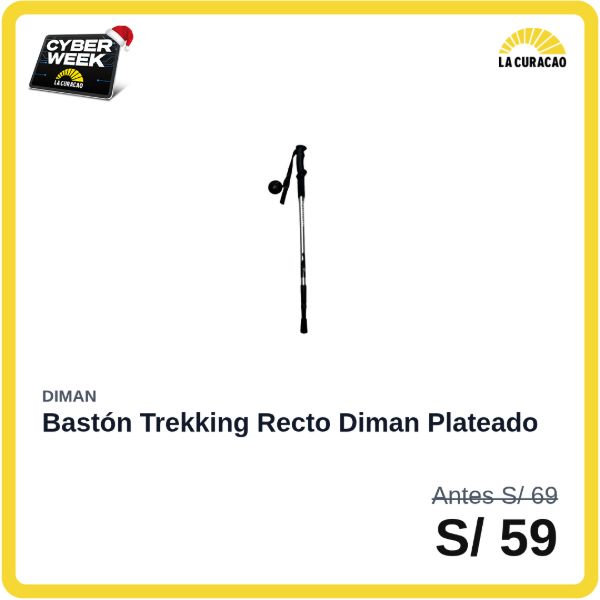 CYBER
WEEK
LA CURACAO
LA CURACAO
DIMAN
Bastón Trekking Recto Diman Plateado
Antes S/ 69
S/ 59